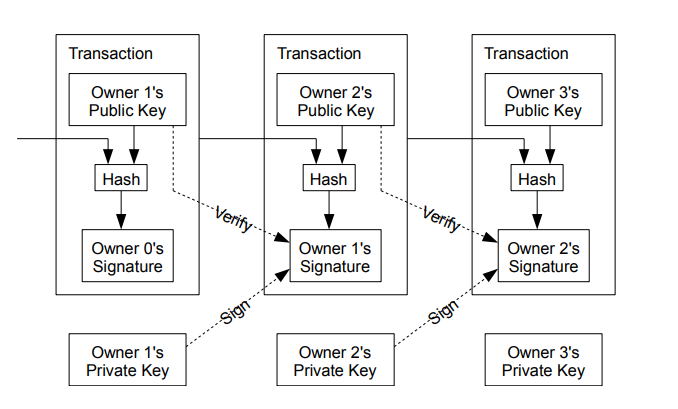 Transaction
Transaction
Transaction
Owner 1's
Public Key
Owner 2's
Public Key
Owner 3's
Public Key
Hash
Hash
Hash
Verify
Verify
Owner 0's
Signature
Owner 1's
Signature
Owner 2's
Signature
Sign
Sign
Owner 1's
Private Key
Owner 2's
Private Key
Owner 3's
Private Key